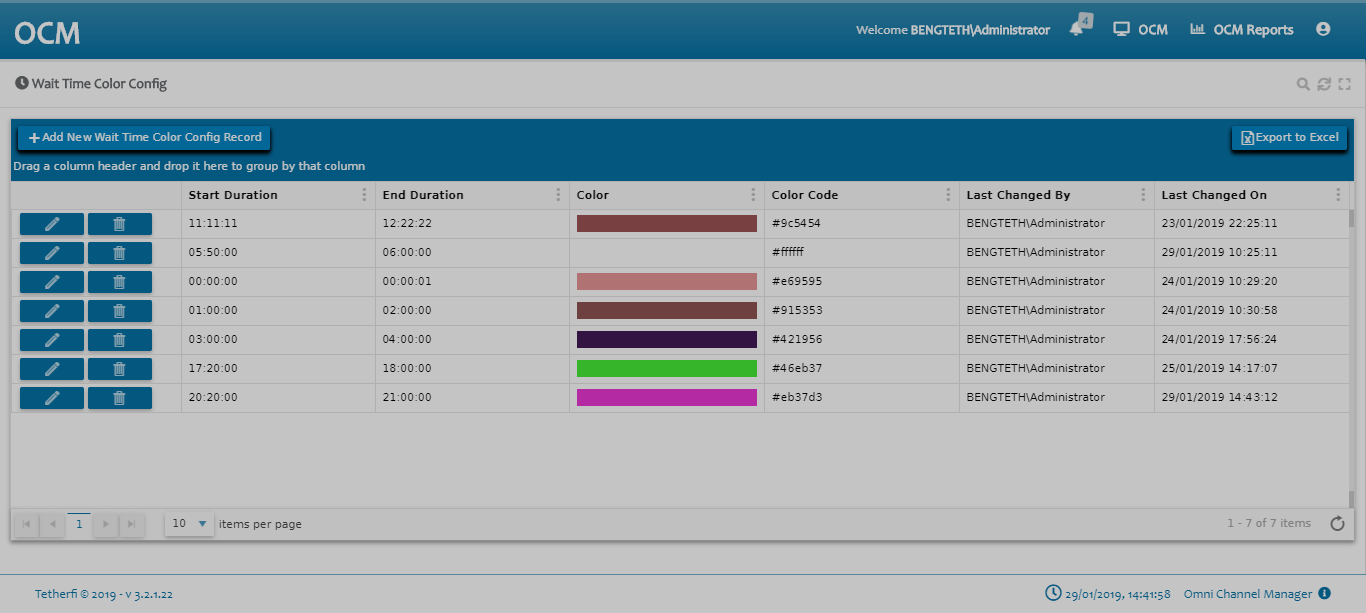 OCM
Welcome BENGTETH\Administrator 4 OCM OCM Reports
Wait Time Color Config
Add New Wait Time Color Config Record Export to Excel
Drag a column header and drop it here to group by that column
Start Duration End Duration Color Color Code Last Changed By Last Changed On
11:11:11 12:22:22 #9c5454 BENGTETH\Administrator 23/01/2019 22:25:11
05:50:00 06:00:00 #ffffff BENGTETH\Administrator 29/01/2019 10:25:11
00:00:00 00:00:01 #e69595 BENGTETH\Administrator 24/01/2019 10:29:20
01:00:00 02:00:00 #915353 BENGTETH\Administrator 24/01/2019 10:30:58
03:00:00 04:00:00 #421956 BENGTETH\Administrator 24/01/2019 17:56:24
17:20:00 18:00:00 #46eb37 BENGTETH\Administrator 25/01/2019 14:17:07
20:20:00 21:00:00 #eb37d3 BENGTETH\Administrator 29/01/2019 14:43:12
1 10 items per page 1 - 7 of 7 items
Tetherfi © 2019 - v 3.2.1.22 29/01/2019, 14:41:58 Omni Channel Manager